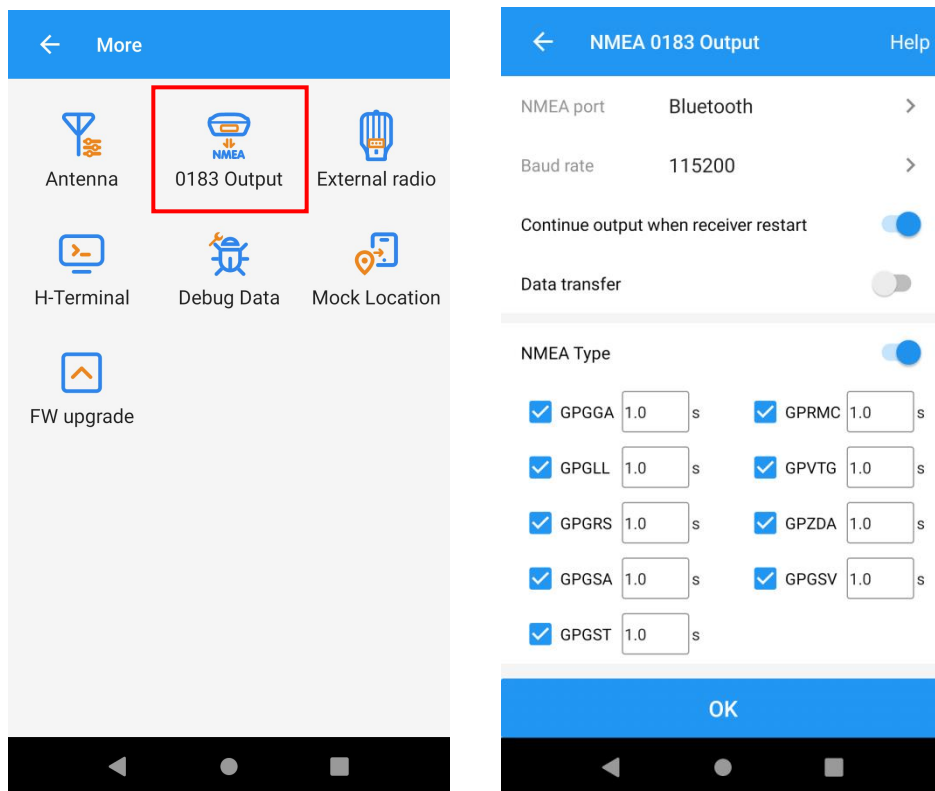 More
NMEA
Antenna
0183 Output
External radio
H-Terminal
Debug Data
Mock Location
FW upgrade
NMEA 0183 Output
Help
NMEA port
Bluetooth
Baud rate
115200
Continue output when receiver restart
Data transfer
NMEA Type
GPGGA 1.0 s
GPRMC 1.0 s
GPGLL 1.0 s
GPVTG 1.0 s
GPGRS 1.0 s
GPZDA 1.0 s
GPGSA 1.0 s
GPGSV 1.0 s
GPGST 1.0 s
OK